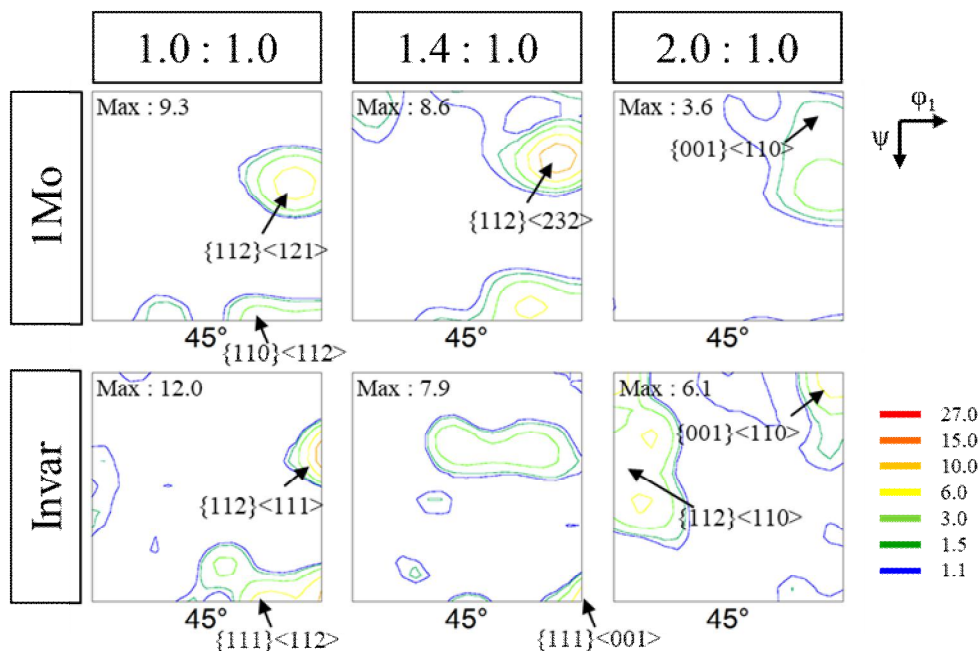 1.0 : 1.0
1.4 : 1.0
2.0 : 1.0
1Mo
Max : 9.3
{112}<121>
45°
{110}<112>
Max : 8.6
{112}<232>
45°
Max : 3.6
{001}<110>
45°
φ1
ψ
Invar
Max : 12.0
{112}<111>
45°
{111}<112>
Max : 7.9
45°
{111}<001>
Max : 6.1
{001}<110>
{112}<110>
45°
27.0
15.0
10.0
6.0
3.0
1.5
1.1